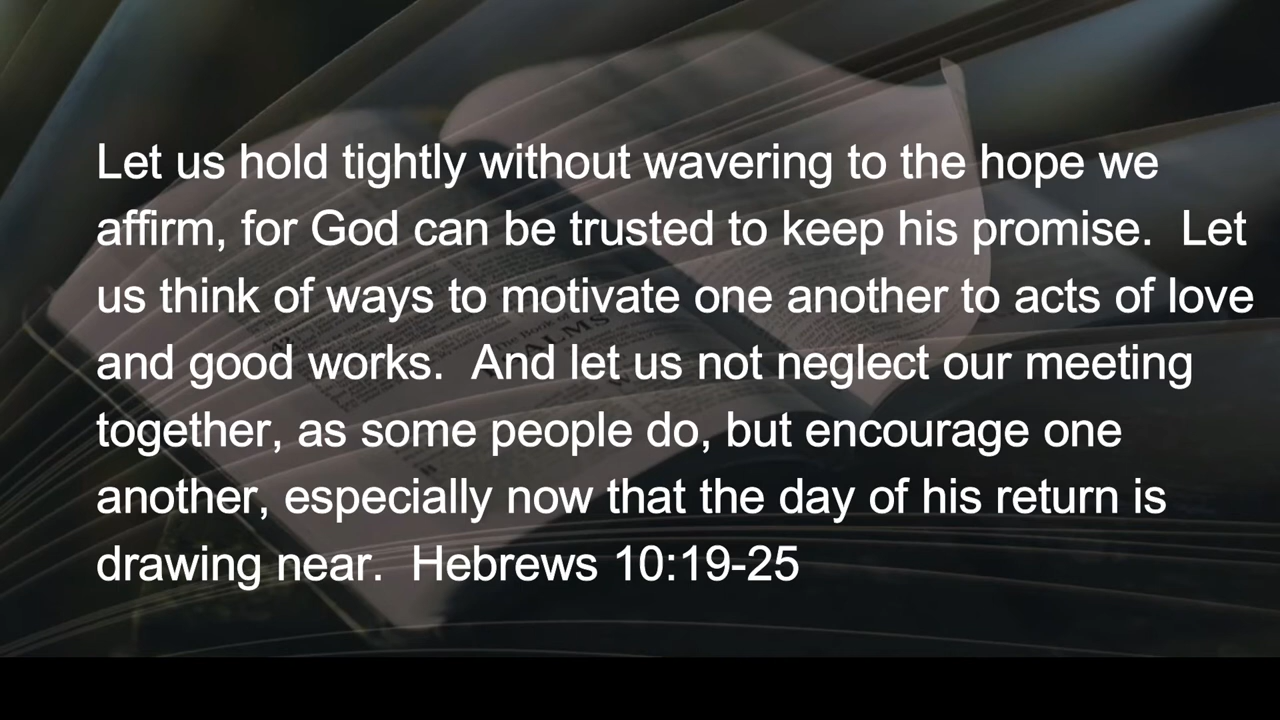 Let us hold tightly without wavering to the hope we
affirm, for God can be trusted to keep his promise.  Let
us think of ways to motivate one another to acts of love
and good works.  And let us not neglect our meeting
together, as some people do, but encourage one
another, especially now that the day of his return is
drawing near.  Hebrews 10:19-25